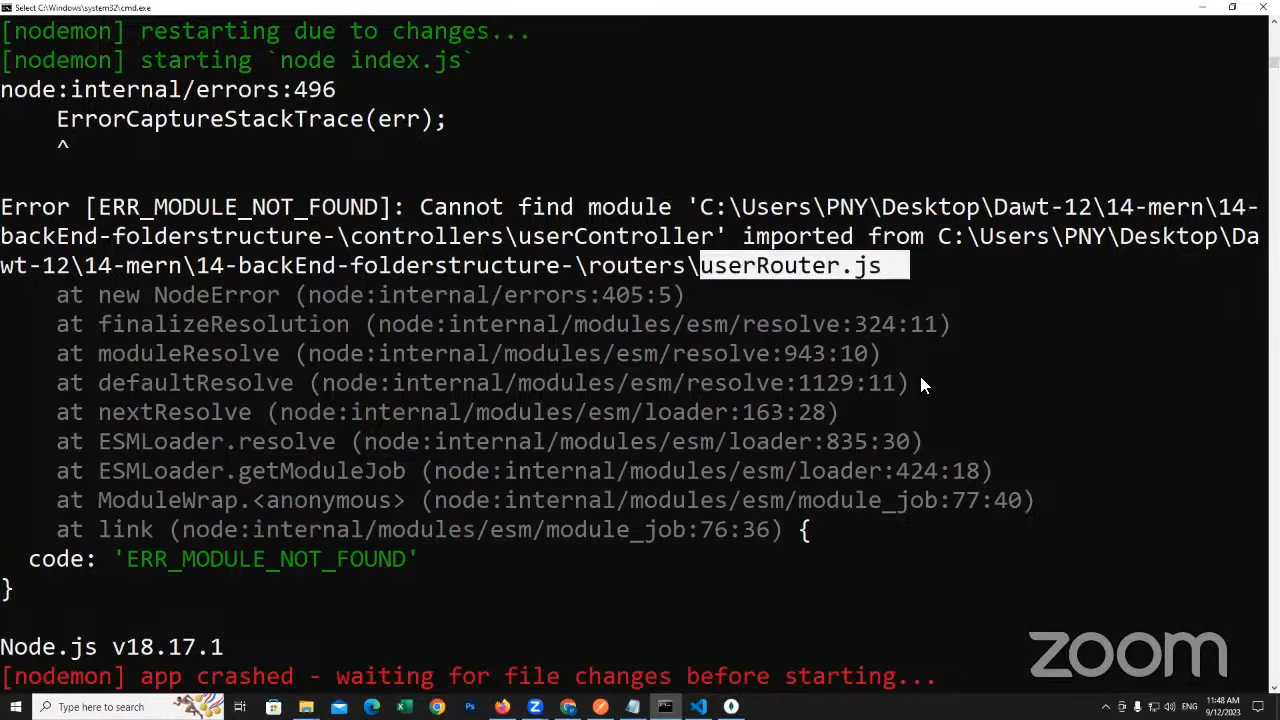 Select C:\Windows\system32\cmd.exe
[nodemon] restarting due to changes...
[nodemon] starting `node index.js`
node:internal/errors:496
    ErrorCaptureStackTrace(err);
    ^
Error [ERR_MODULE_NOT_FOUND]: Cannot find module 'C:\Users\PNY\Desktop\Dawt-12\14-mern\14-
backEnd-folderstructure-\controllers\userController' imported from C:\Users\PNY\Desktop\Da
wt-12\14-mern\14-backEnd-folderstructure-\routers\userRouter.js
    at new NodeError (node:internal/errors:405:5)
    at finalizeResolution (node:internal/modules/esm/resolve:324:11)
    at moduleResolve (node:internal/modules/esm/resolve:943:10)
    at defaultResolve (node:internal/modules/esm/resolve:1129:11)
    at nextResolve (node:internal/modules/esm/loader:163:28)
    at ESMLoader.resolve (node:internal/modules/esm/loader:835:30)
    at ESMLoader.getModuleJob (node:internal/modules/esm/loader:424:18)
    at ModuleWrap.<anonymous> (node:internal/modules/esm/module_job:77:40)
    at link (node:internal/modules/esm/module_job:76:36) {
  code: 'ERR_MODULE_NOT_FOUND'
}
Node.js v18.17.1
[nodemon] app crashed - waiting for file changes before starting...
zoom
Type here to search
ENG
11:48 AM
9/12/2023